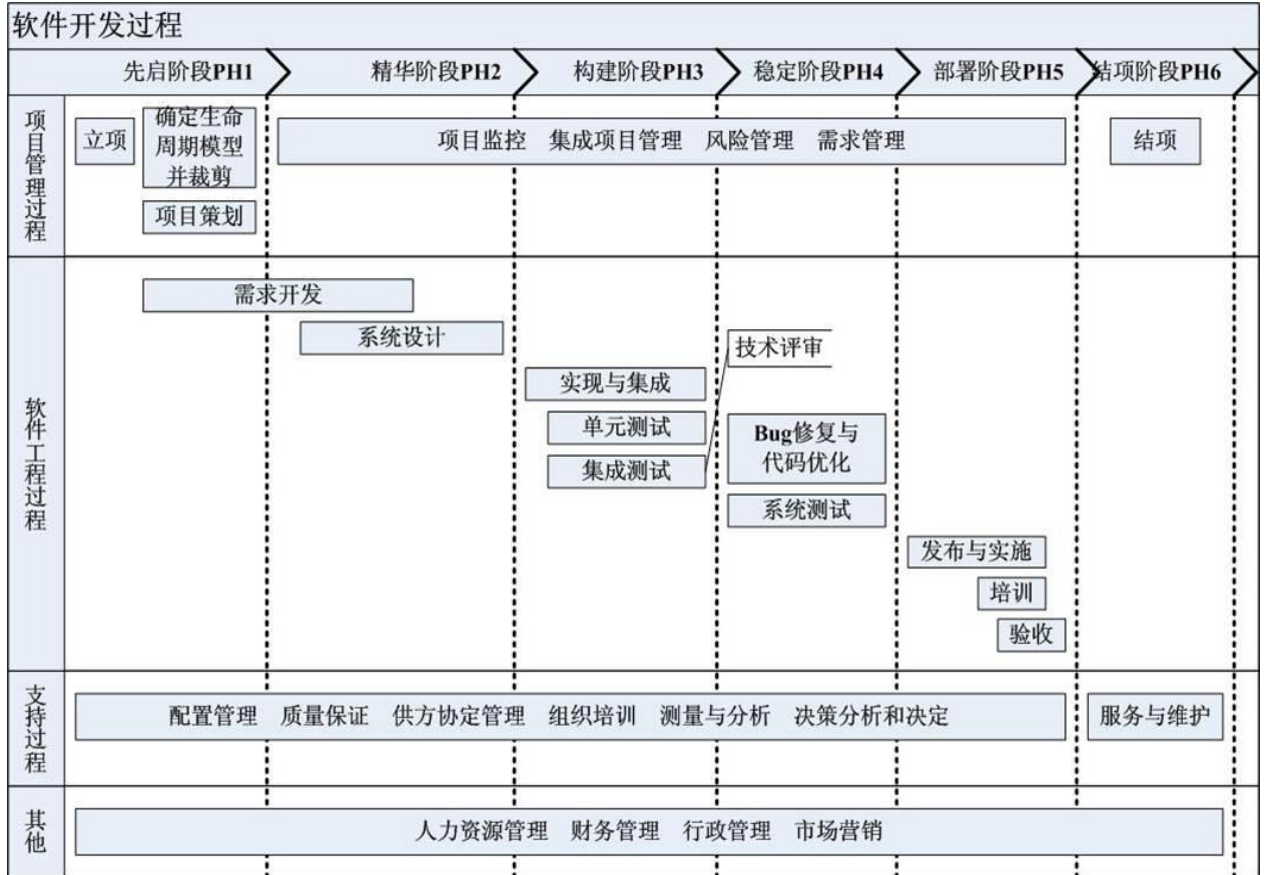 软件开发过程
先启阶段PH1
精华阶段PH2
构建阶段PH3
稳定阶段PH4
部署阶段PH5
结项阶段PH6
项目管理过程
立项
确定生命
周期模型
并裁剪
项目策划
项目监控 集成项目管理 风险管理 需求管理
结项
软件工程过程
需求开发
系统设计
技术评审
实现与集成
单元测试
集成测试
Bug修复与
代码优化
系统测试
发布与实施
培训
验收
支持过程
配置管理 质量保证 供方协定管理 组织培训 测量与分析 决策分析和决定
服务与维护
其他
人力资源管理 财务管理 行政管理 市场营销